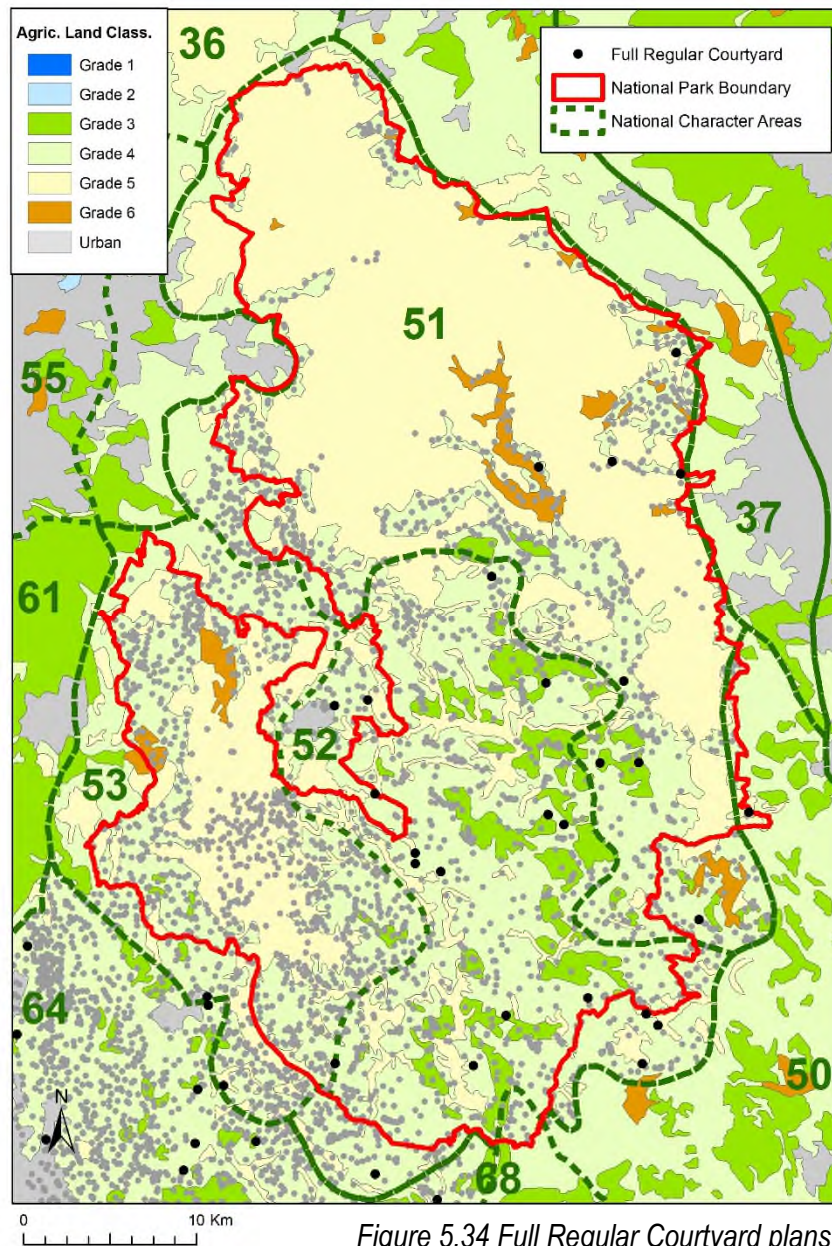 Agric. Land Class.
Grade 1
Grade 2
Grade 3
Grade 4
Grade 5
Grade 6
Urban
Full Regular Courtyard
National Park Boundary
National Character Areas
36
51
55
37
61
52
53
64
50
68
N
0 10 Km
Figure 5.34 Full Regular Courtyard plans